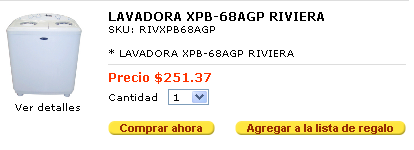 LAVADORA XPB-68AGP RIVIERA
SKU: RIVXPB68AGP
* LAVADORA XPB-68AGP RIVIERA
Precio $251.37
Cantidad 1
Ver detalles
Comprar ahora
Agregar a la lista de regalo